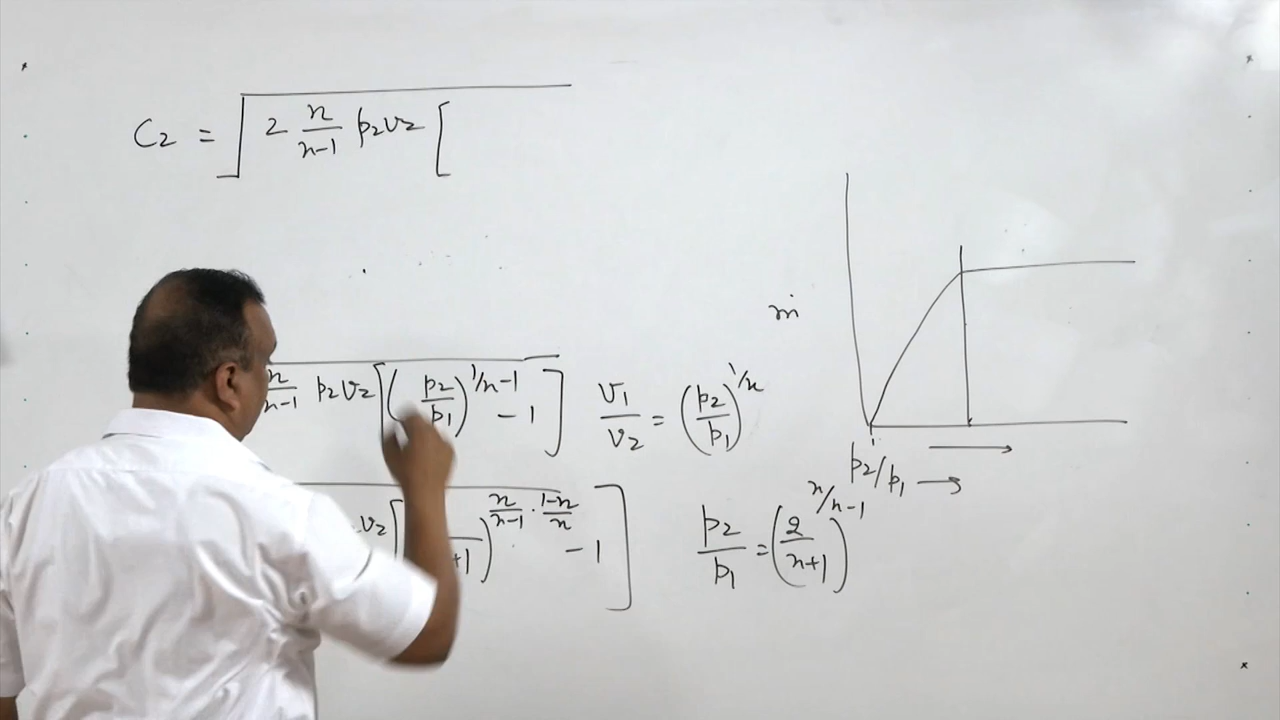 C₂ = √ 2 n/n-1 p₂v₂ [
ṁ
n/n-1 p₂v₂ [ (p₂/p₁)^1/n-1 - 1 ]
v₁/v₂ = (p₂/p₁)^1/n
p₂/p₁ →
v₂ [ +1)^n/n-1 · 1-n/n - 1 ]
p₂/p₁ = (2/n+1)^n/n-1